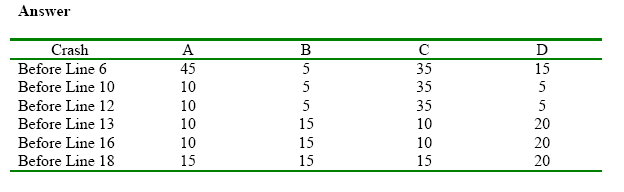 Answer
Crash A B C D
Before Line 6 45 5 35 15
Before Line 10 10 5 35 5
Before Line 12 10 5 35 5
Before Line 13 10 15 10 20
Before Line 16 10 15 10 20
Before Line 18 15 15 15 20